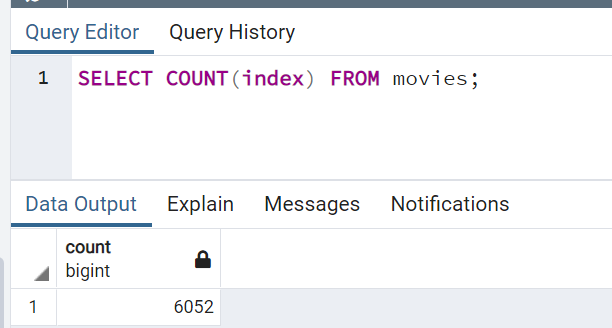 Query Editor Query History
1 SELECT COUNT(index) FROM movies;
Data Output Explain Messages Notifications
count
bigint
1 6052